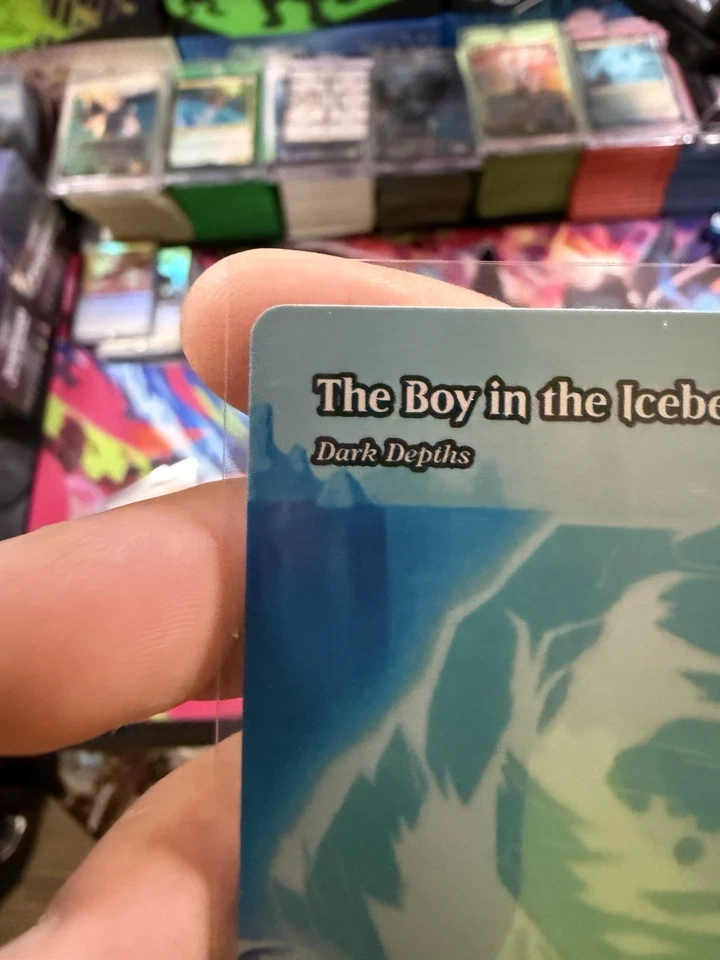 The Boy in the Icebe
Dark Depths